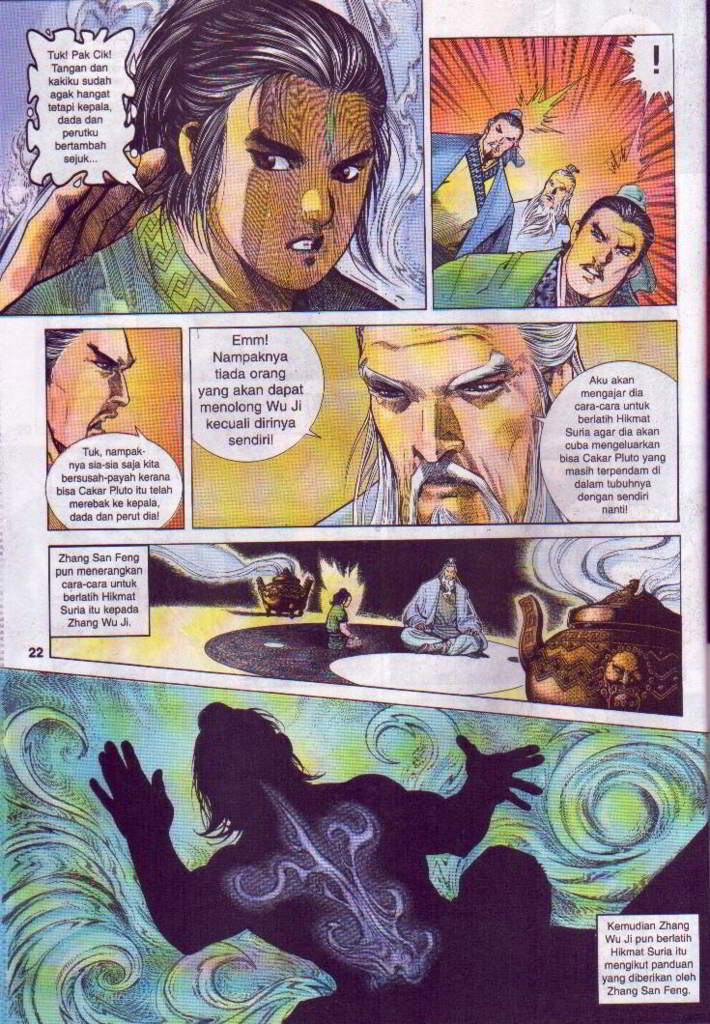 Tuk! Pak Cik!
Tangan dan
kakiku sudah
agak hangat
tetapi kepala,
dada dan
perutku
bertambah
sejuk...
!
Tuk, nampak-
nya sia-sia saja kita
bersusah-payah kerana
bisa Cakar Pluto itu telah
merebak ke kepala,
dada dan perut dia!
Emm!
Nampaknya
tiada orang
yang akan dapat
menolong Wu Ji
kecuali dirinya
sendiri!
Aku akan
mengajar dia
cara-cara untuk
berlatih Hikmat
Suria agar dia akan
cuba mengeluarkan
bisa Cakar Pluto yang
masih terpendam di
dalam tubuhnya
dengan sendiri
nanti!
Zhang San Feng
pun menerangkan
cara-cara untuk
berlatih Hikmat
Suria itu kepada
Zhang Wu Ji.
22
Kemudian Zhang
Wu Ji pun berlatih
Hikmat Suria itu
mengikut panduan
yang diberikan oleh
Zhang San Feng.